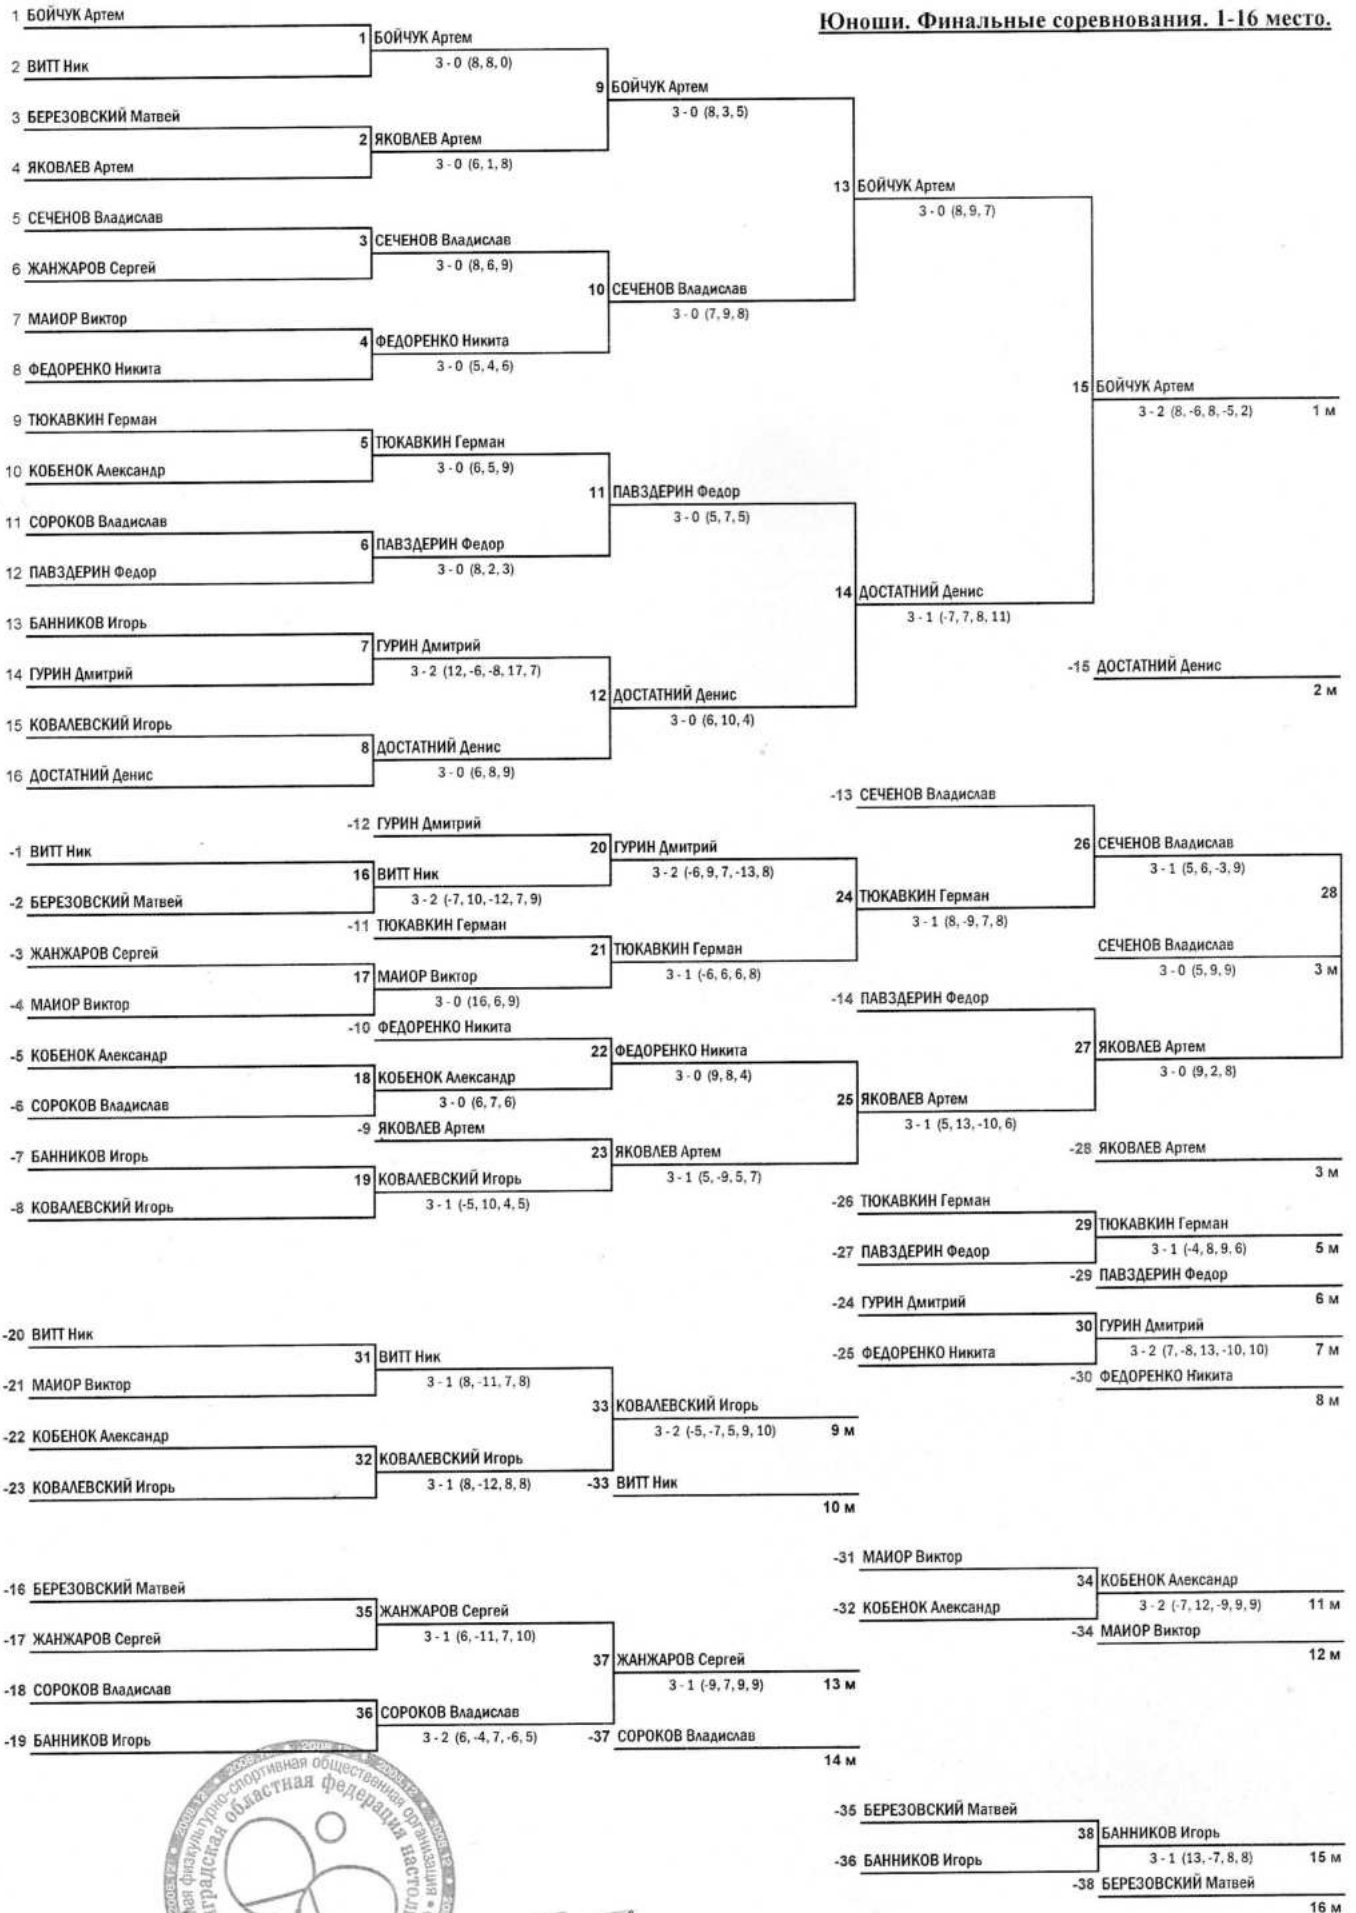 Юноши. Финальные соревнования. 1-16 место.
1 БОЙЧУК Артем
1 БОЙЧУК Артем
3 - 0 (8, 8, 0)
2 ВИТТ Ник
9 БОЙЧУК Артем
3 - 0 (8, 3, 5)
3 БЕРЕЗОВСКИЙ Матвей
2 ЯКОВЛЕВ Артем
3 - 0 (6, 1, 8)
4 ЯКОВЛЕВ Артем
13 БОЙЧУК Артем
3 - 0 (8, 9, 7)
5 СЕЧЕНОВ Владислав
3 СЕЧЕНОВ Владислав
3 - 0 (8, 6, 9)
6 ЖАНЖАРОВ Сергей
10 СЕЧЕНОВ Владислав
3 - 0 (7, 9, 8)
7 МАИОР Виктор
4 ФЕДОРЕНКО Никита
3 - 0 (5, 4, 6)
8 ФЕДОРЕНКО Никита
15 БОЙЧУК Артем
3 - 2 (8, -6, 8, -5, 2) 1 м
9 ТЮКАВКИН Герман
5 ТЮКАВКИН Герман
3 - 0 (6, 5, 9)
10 КОБЕНОК Александр
11 ПАВЗДЕРИН Федор
3 - 0 (5, 7, 5)
11 СОРОКОВ Владислав
6 ПАВЗДЕРИН Федор
3 - 0 (8, 2, 3)
12 ПАВЗДЕРИН Федор
14 ДОСТАТНИЙ Денис
3 - 1 (-7, 7, 8, 11)
13 БАННИКОВ Игорь
7 ГУРИН Дмитрий
3 - 2 (12, -6, -8, 17, 7)
14 ГУРИН Дмитрий
-15 ДОСТАТНИЙ Денис
2 м
12 ДОСТАТНИЙ Денис
3 - 0 (6, 10, 4)
15 КОВАЛЕВСКИЙ Игорь
8 ДОСТАТНИЙ Денис
3 - 0 (6, 8, 9)
16 ДОСТАТНИЙ Денис
-13 СЕЧЕНОВ Владислав
-12 ГУРИН Дмитрий
20 ГУРИН Дмитрий
3 - 2 (-6, 9, 7, -13, 8)
26 СЕЧЕНОВ Владислав
3 - 1 (5, 6, -3, 9)
-1 ВИТТ Ник
16 ВИТТ Ник
3 - 2 (-7, 10, -12, 7, 9)
-2 БЕРЕЗОВСКИЙ Матвей
24 ТЮКАВКИН Герман
3 - 1 (8, -9, 7, 8)
28
-11 ТЮКАВКИН Герман
21 ТЮКАВКИН Герман
3 - 1 (-6, 6, 6, 8)
СЕЧЕНОВ Владислав
3 - 0 (5, 9, 9) 3 м
-3 ЖАНЖАРОВ Сергей
17 МАИОР Виктор
3 - 0 (16, 6, 9)
-4 МАИОР Виктор
-14 ПАВЗДЕРИН Федор
-10 ФЕДОРЕНКО Никита
22 ФЕДОРЕНКО Никита
3 - 0 (9, 8, 4)
27 ЯКОВЛЕВ Артем
3 - 0 (9, 2, 8)
-5 КОБЕНОК Александр
18 КОБЕНОК Александр
3 - 0 (6, 7, 6)
-6 СОРОКОВ Владислав
25 ЯКОВЛЕВ Артем
3 - 1 (5, 13, -10, 6)
-9 ЯКОВЛЕВ Артем
23 ЯКОВЛЕВ Артем
3 - 1 (5, -9, 5, 7)
-28 ЯКОВЛЕВ Артем
3 м
-7 БАННИКОВ Игорь
19 КОВАЛЕВСКИЙ Игорь
3 - 1 (-5, 10, 4, 5)
-8 КОВАЛЕВСКИЙ Игорь
-26 ТЮКАВКИН Герман
29 ТЮКАВКИН Герман
3 - 1 (-4, 8, 9, 6) 5 м
-27 ПАВЗДЕРИН Федор
-29 ПАВЗДЕРИН Федор
6 м
-24 ГУРИН Дмитрий
30 ГУРИН Дмитрий
3 - 2 (7, -8, 13, -10, 10) 7 м
-25 ФЕДОРЕНКО Никита
-30 ФЕДОРЕНКО Никита
8 м
-20 ВИТТ Ник
31 ВИТТ Ник
3 - 1 (8, -11, 7, 8)
-21 МАИОР Виктор
33 КОВАЛЕВСКИЙ Игорь
3 - 2 (-5, -7, 5, 9, 10) 9 м
-22 КОБЕНОК Александр
32 КОВАЛЕВСКИЙ Игорь
3 - 1 (8, -12, 8, 8)
-23 КОВАЛЕВСКИЙ Игорь
-33 ВИТТ Ник
10 м
-31 МАИОР Виктор
34 КОБЕНОК Александр
3 - 2 (-7, 12, -9, 9, 9) 11 м
-32 КОБЕНОК Александр
-34 МАИОР Виктор
12 м
-16 БЕРЕЗОВСКИЙ Матвей
35 ЖАНЖАРОВ Сергей
3 - 1 (6, -11, 7, 10)
-17 ЖАНЖАРОВ Сергей
37 ЖАНЖАРОВ Сергей
3 - 1 (-9, 7, 9, 9) 13 м
-18 СОРОКОВ Владислав
36 СОРОКОВ Владислав
3 - 2 (6, -4, 7, -6, 5)
-19 БАННИКОВ Игорь
-37 СОРОКОВ Владислав
14 м
-35 БЕРЕЗОВСКИЙ Матвей
38 БАННИКОВ Игорь
3 - 1 (13, -7, 8, 8) 15 м
-36 БАННИКОВ Игорь
-38 БЕРЕЗОВСКИЙ Матвей
16 м
физкультурно-спортивная общественная организация
областная федерация